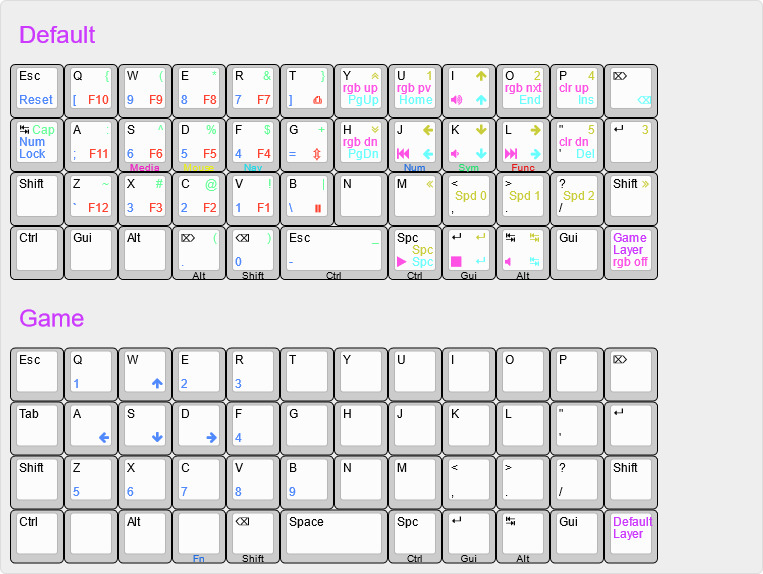 Default
Esc Q { W ( E * R & T } Y U 1 I O 2 P 4
rgb up rgb pv rgb nxt clr up
Reset [ F10 9 F9 8 F8 7 F7 ] PgUp Home End Ins
Cap A : S ^ D % F $ G + H J K L " 5 3
Num rgb dn clr dn
Lock ; F11 6 F6 5 F5 4 F4 = PgDn ' Del
Media Mouse Nav Num Sym Func
Shift Z ~ X # C @ V ! B | N M < > ? Shift
Spd 0 Spd 1 Spd 2
` F12 3 F3 2 F2 1 F1 \ , . /
Ctrl Gui Alt ( ) Esc _ Spc Gui Game
Spc Layer
. 0 - Spc rgb off
Alt Shift Ctrl Ctrl Gui Alt
Game
Esc Q W E R T Y U I O P
1 2 3
Tab A S D F G H J K L "
4 '
Shift Z X C V B N M < > ? Shift
5 6 7 8 9 , . /
Ctrl Alt Space Spc Gui Default
Layer
Fn Shift Ctrl Gui Alt